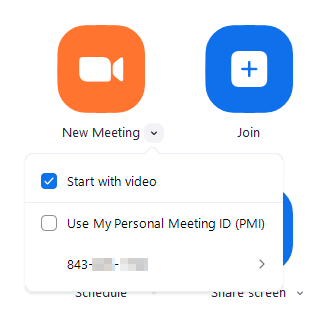 New Meeting
Join
Start with video
Use My Personal Meeting ID (PMI)
843-
Schedule
Share screen